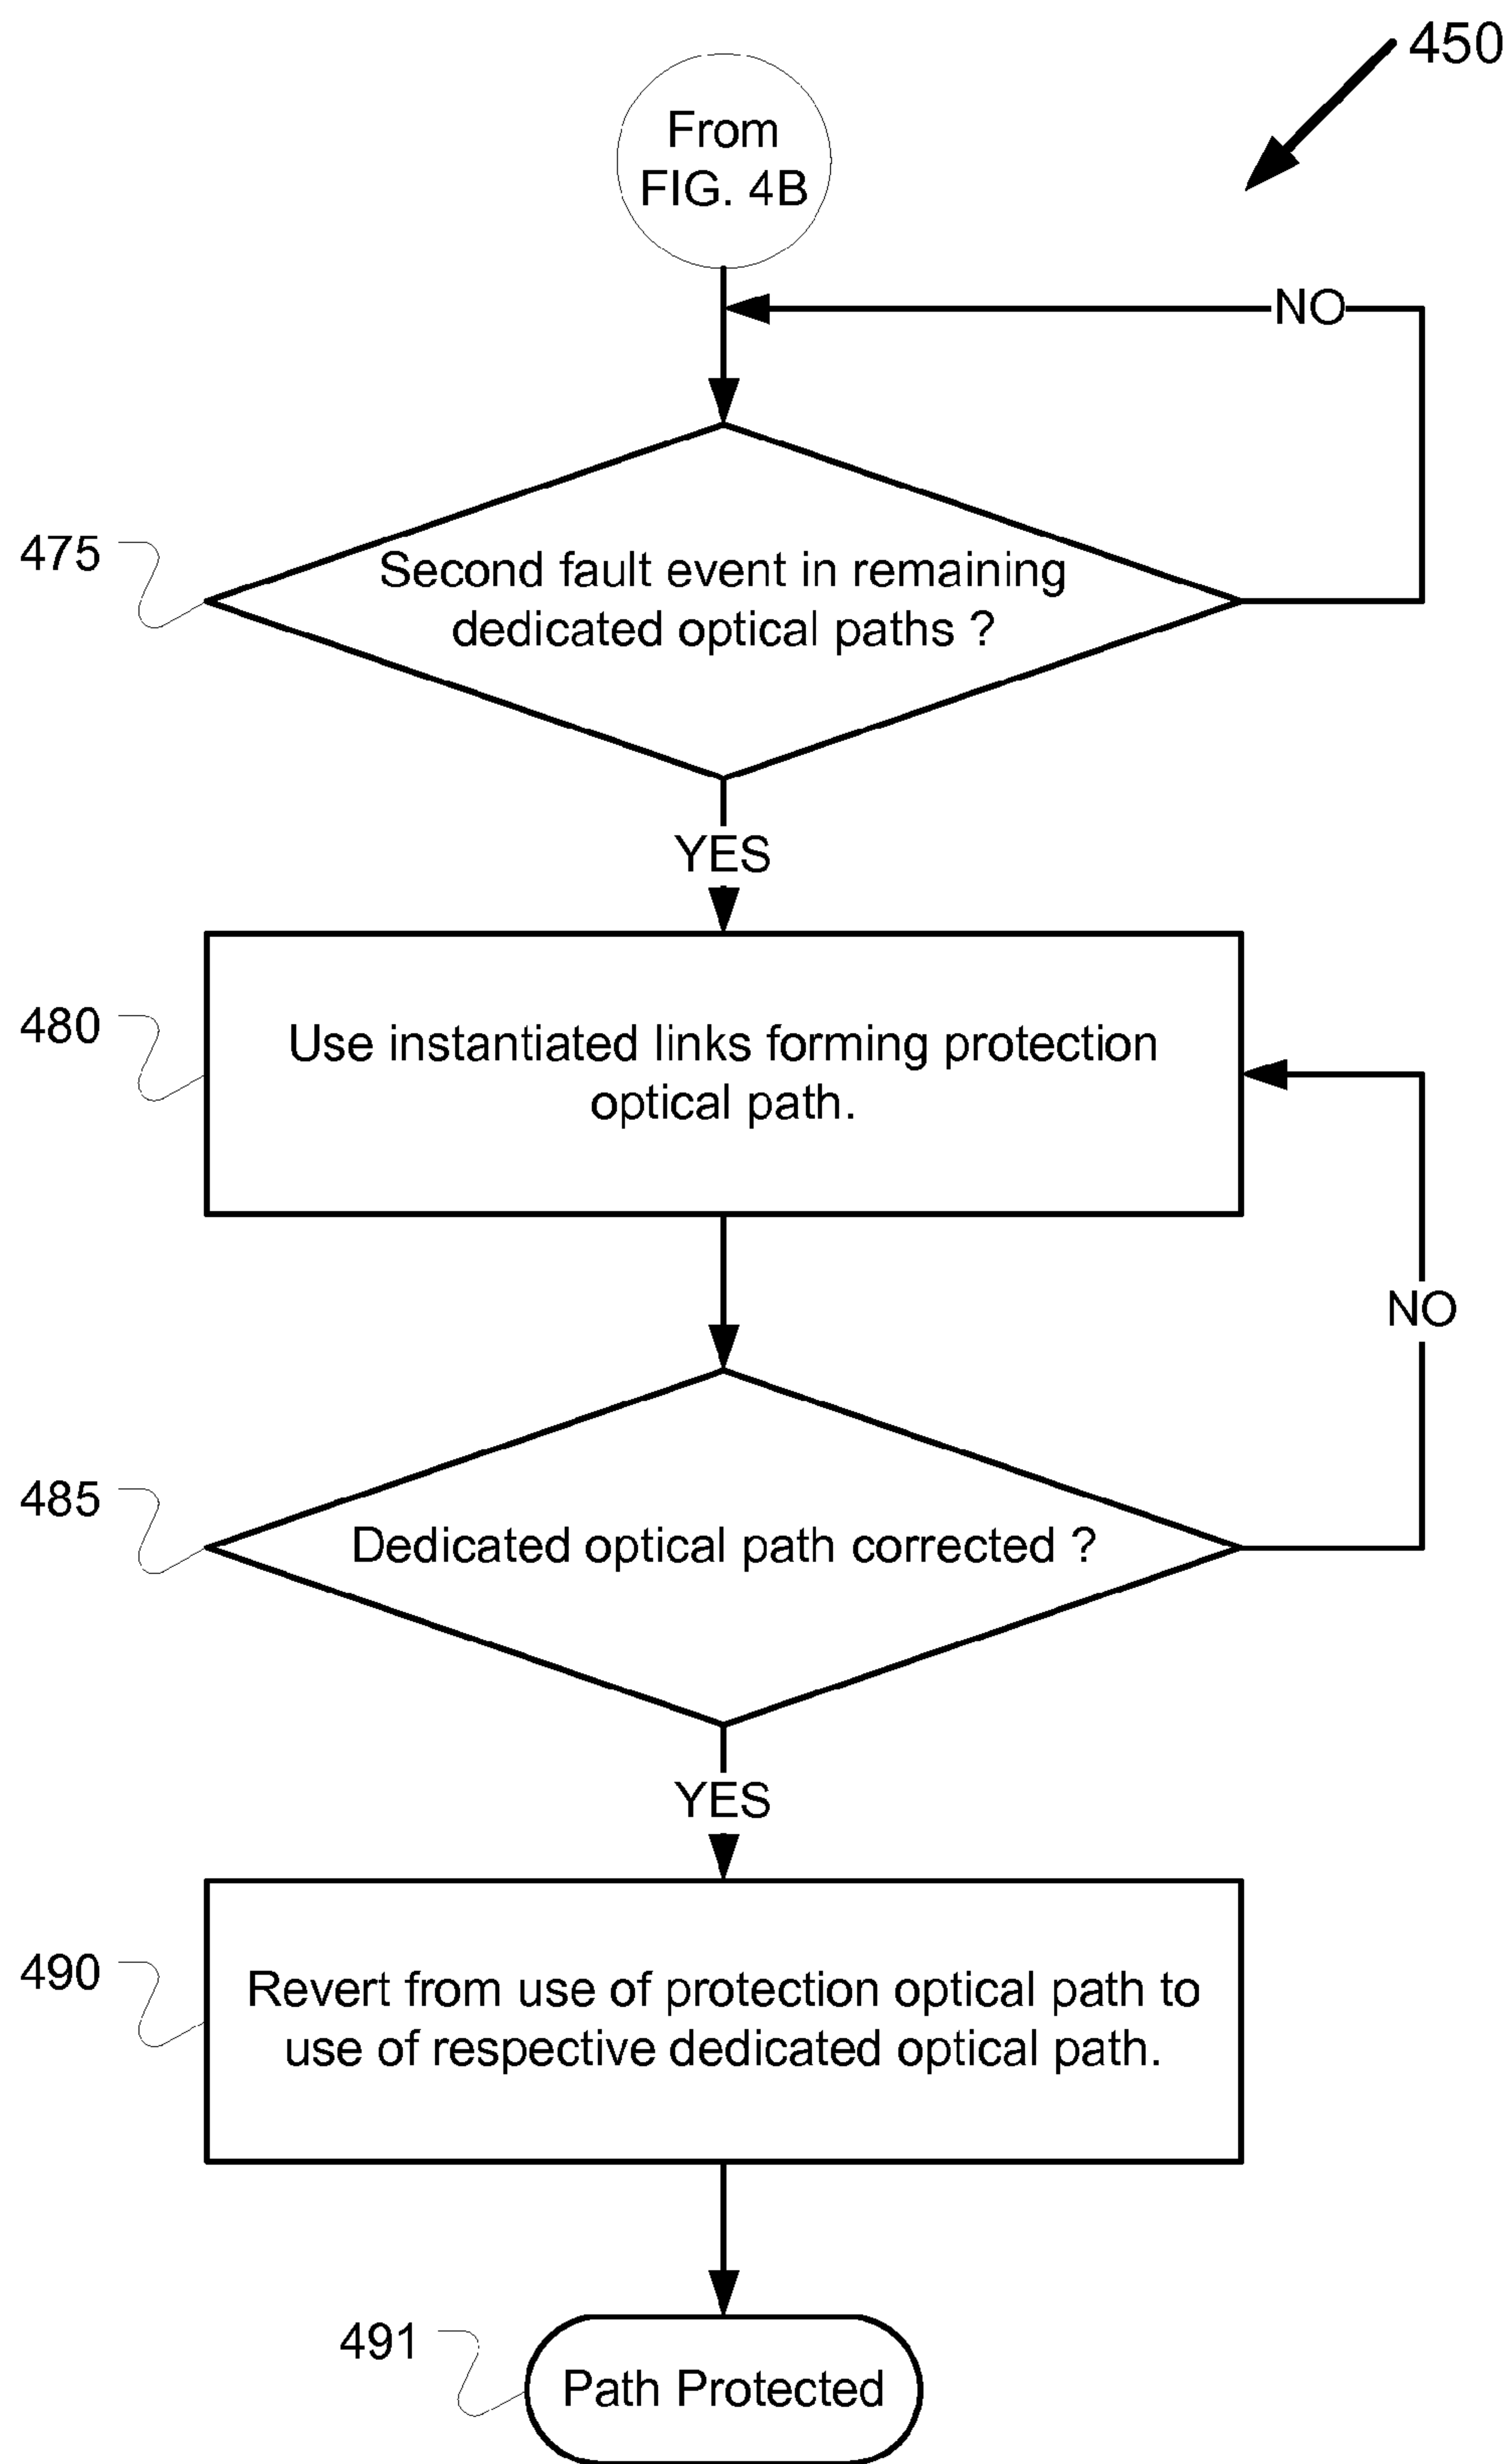 450
From
FIG. 4B
NO
475
Second fault event in remaining
dedicated optical paths ?
YES
480
Use instantiated links forming protection
optical path.
NO
485
Dedicated optical path corrected ?
YES
490
Revert from use of protection optical path to
use of respective dedicated optical path.
491
Path Protected